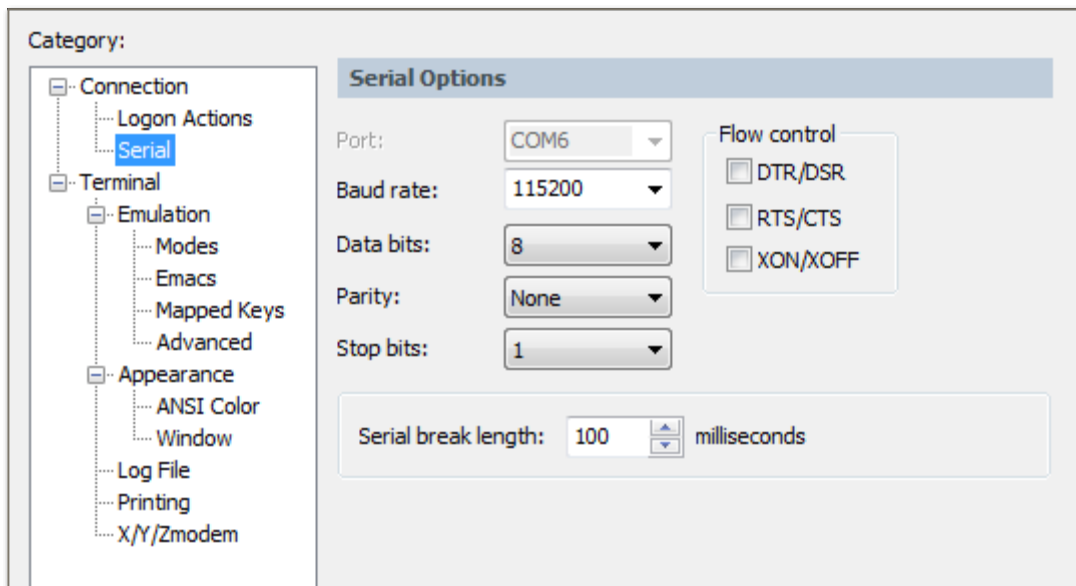 Category:
Connection
Logon Actions
Serial
Terminal
Emulation
Modes
Emacs
Mapped Keys
Advanced
Appearance
ANSI Color
Window
Log File
Printing
X/Y/Zmodem
Serial Options
Port: COM6
Baud rate: 115200
Data bits: 8
Parity: None
Stop bits: 1
Flow control
DTR/DSR
RTS/CTS
XON/XOFF
Serial break length: 100 milliseconds